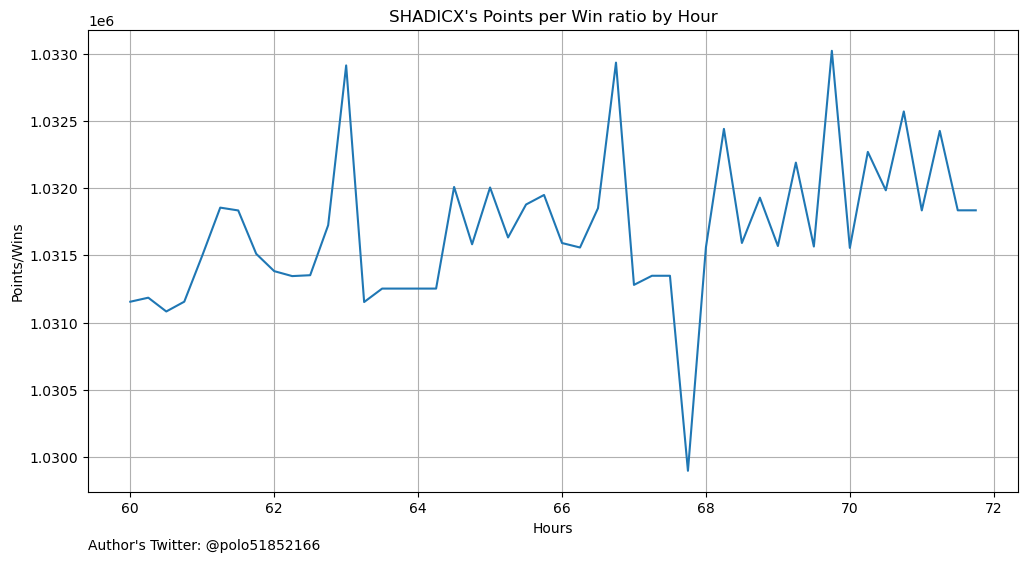 SHADICX's Points per Win ratio by Hour
1e6
1.0330
1.0325
1.0320
1.0315
1.0310
1.0305
1.0300
Points/Wins
60 62 64 66 68 70 72
Hours
Author's Twitter: @polo51852166